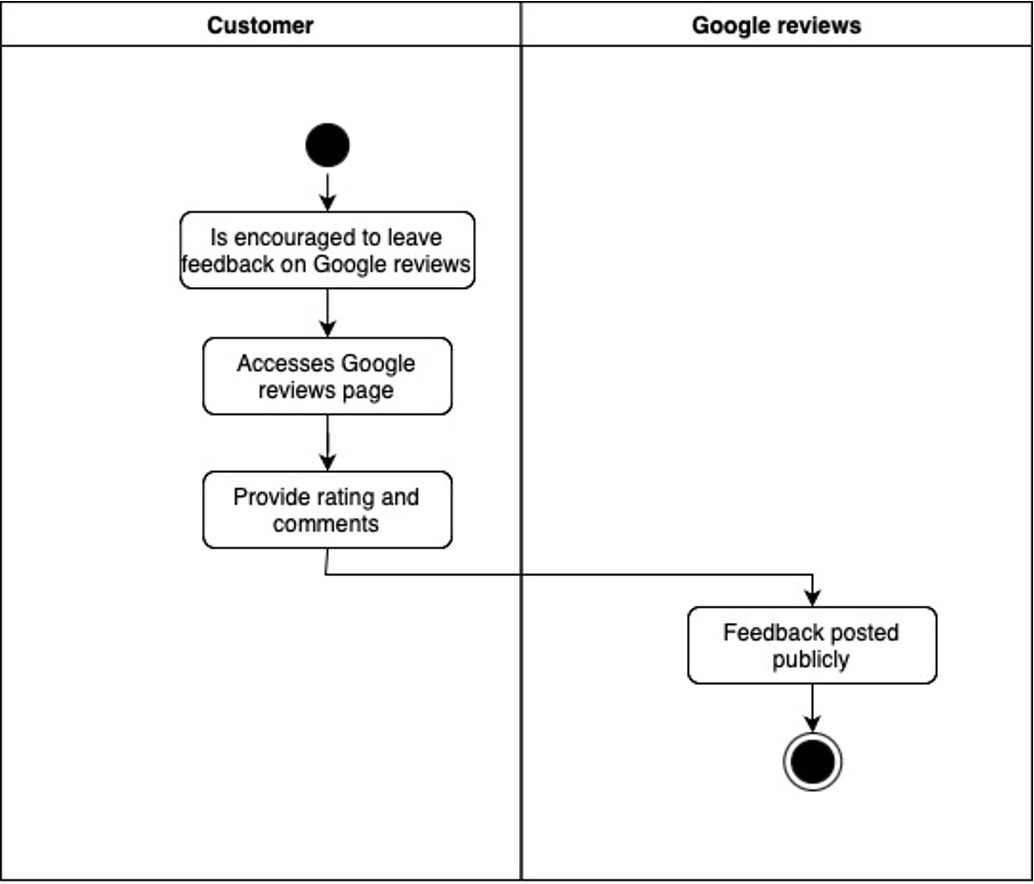 Customer
Google reviews
Is encouraged to leave
feedback on Google reviews
Accesses Google
reviews page
Provide rating and
comments
Feedback posted
publicly